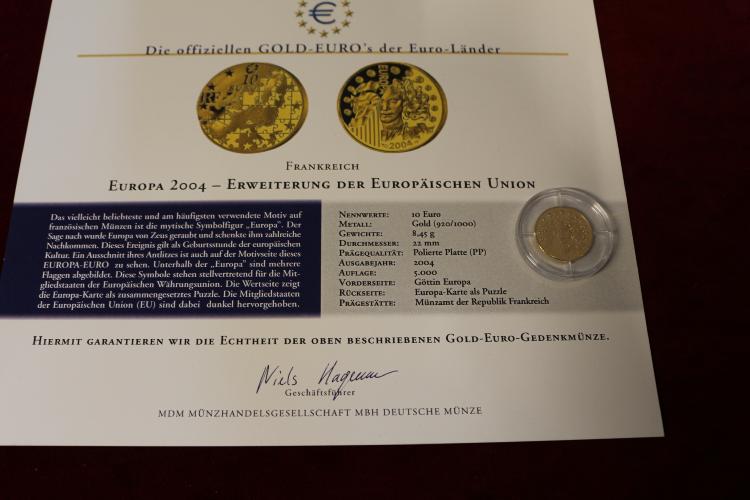 €
Die offiziellen GOLD-EURO's der Euro-Länder
RF
10
EURO
EUROPA
2004
FRANKREICH
EUROPA 2004 – ERWEITERUNG DER EUROPÄISCHEN UNION
Das vielleicht beliebteste und am häufigsten verwendete Motiv auf
französischen Münzen ist die mytische Symbolfigur „Europa". Der
Sage nach wurde Europa von Zeus geraubt und schenkte ihm zahlreiche
Nachkommen. Dieses Ereignis gilt als Geburtsstunde der europäischen
Kultur. Ein Ausschnitt ihres Antlitzes ist auch auf der Motivseite dieses
EUROPA-EURO zu sehen. Unterhalb der „Europa" sind mehrere
Flaggen abgebildet. Diese Symbole stehen stellvertretend für die Mit-
gliedstaaten der Europäischen Währungsunion. Die Wertseite zeigt
die Europa-Karte als zusammengesetztes Puzzle. Die Mitgliedstaaten
der Europäischen Union (EU) sind dabei dunkel hervorgehoben.
NENNWERTE: 10 Euro
METALL: Gold (920/1000)
GEWICHTE: 8,45 g
DURCHMESSER: 22 mm
PRÄGEQUALITÄT: Polierte Platte (PP)
AUSGABEJAHR: 2004
AUFLAGE: 5.000
VORDERSEITE: Göttin Europa
RÜCKSEITE: Europa-Karte als Puzzle
PRÄGESTÄTTE: Münzamt der Republik Frankreich
HIERMIT GARANTIEREN WIR DIE ECHTHEIT DER OBEN BESCHRIEBENEN GOLD-EURO-GEDENKMÜNZE.
Geschäftsführer
MDM MÜNZHANDELSGESELLSCHAFT MBH DEUTSCHE MÜNZE